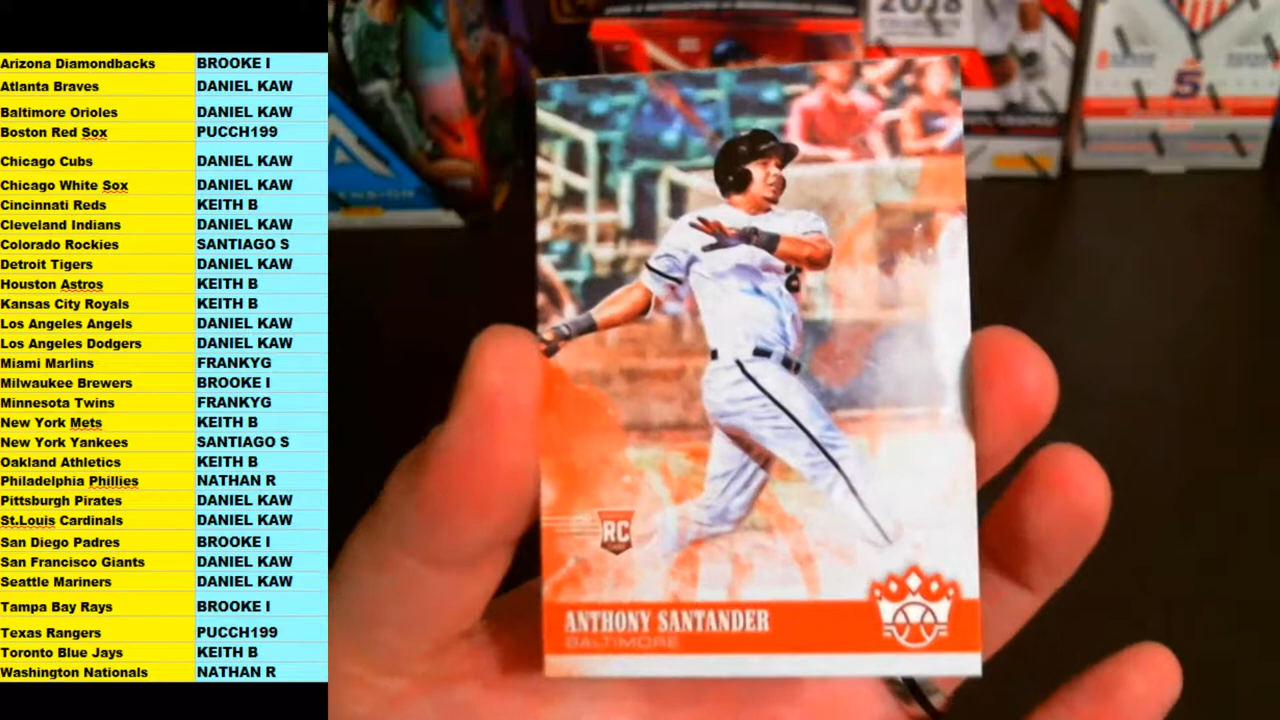 Arizona Diamondbacks BROOKE I
Atlanta Braves DANIEL KAW
Baltimore Orioles DANIEL KAW
Boston Red Sox PUCCH199
Chicago Cubs DANIEL KAW
Chicago White Sox DANIEL KAW
Cincinnati Reds KEITH B
Cleveland Indians DANIEL KAW
Colorado Rockies SANTIAGO S
Detroit Tigers DANIEL KAW
Houston Astros KEITH B
Kansas City Royals KEITH B
Los Angeles Angels DANIEL KAW
Los Angeles Dodgers DANIEL KAW
Miami Marlins FRANKYG
Milwaukee Brewers BROOKE I
Minnesota Twins FRANKYG
New York Mets KEITH B
New York Yankees SANTIAGO S
Oakland Athletics KEITH B
Philadelphia Phillies NATHAN R
Pittsburgh Pirates DANIEL KAW
St.Louis Cardinals DANIEL KAW
San Diego Padres BROOKE I
San Francisco Giants DANIEL KAW
Seattle Mariners DANIEL KAW
Tampa Bay Rays BROOKE I
Texas Rangers PUCCH199
Toronto Blue Jays KEITH B
Washington Nationals NATHAN R
2018
5
RC
ANTHONY SANTANDER
BALTIMORE